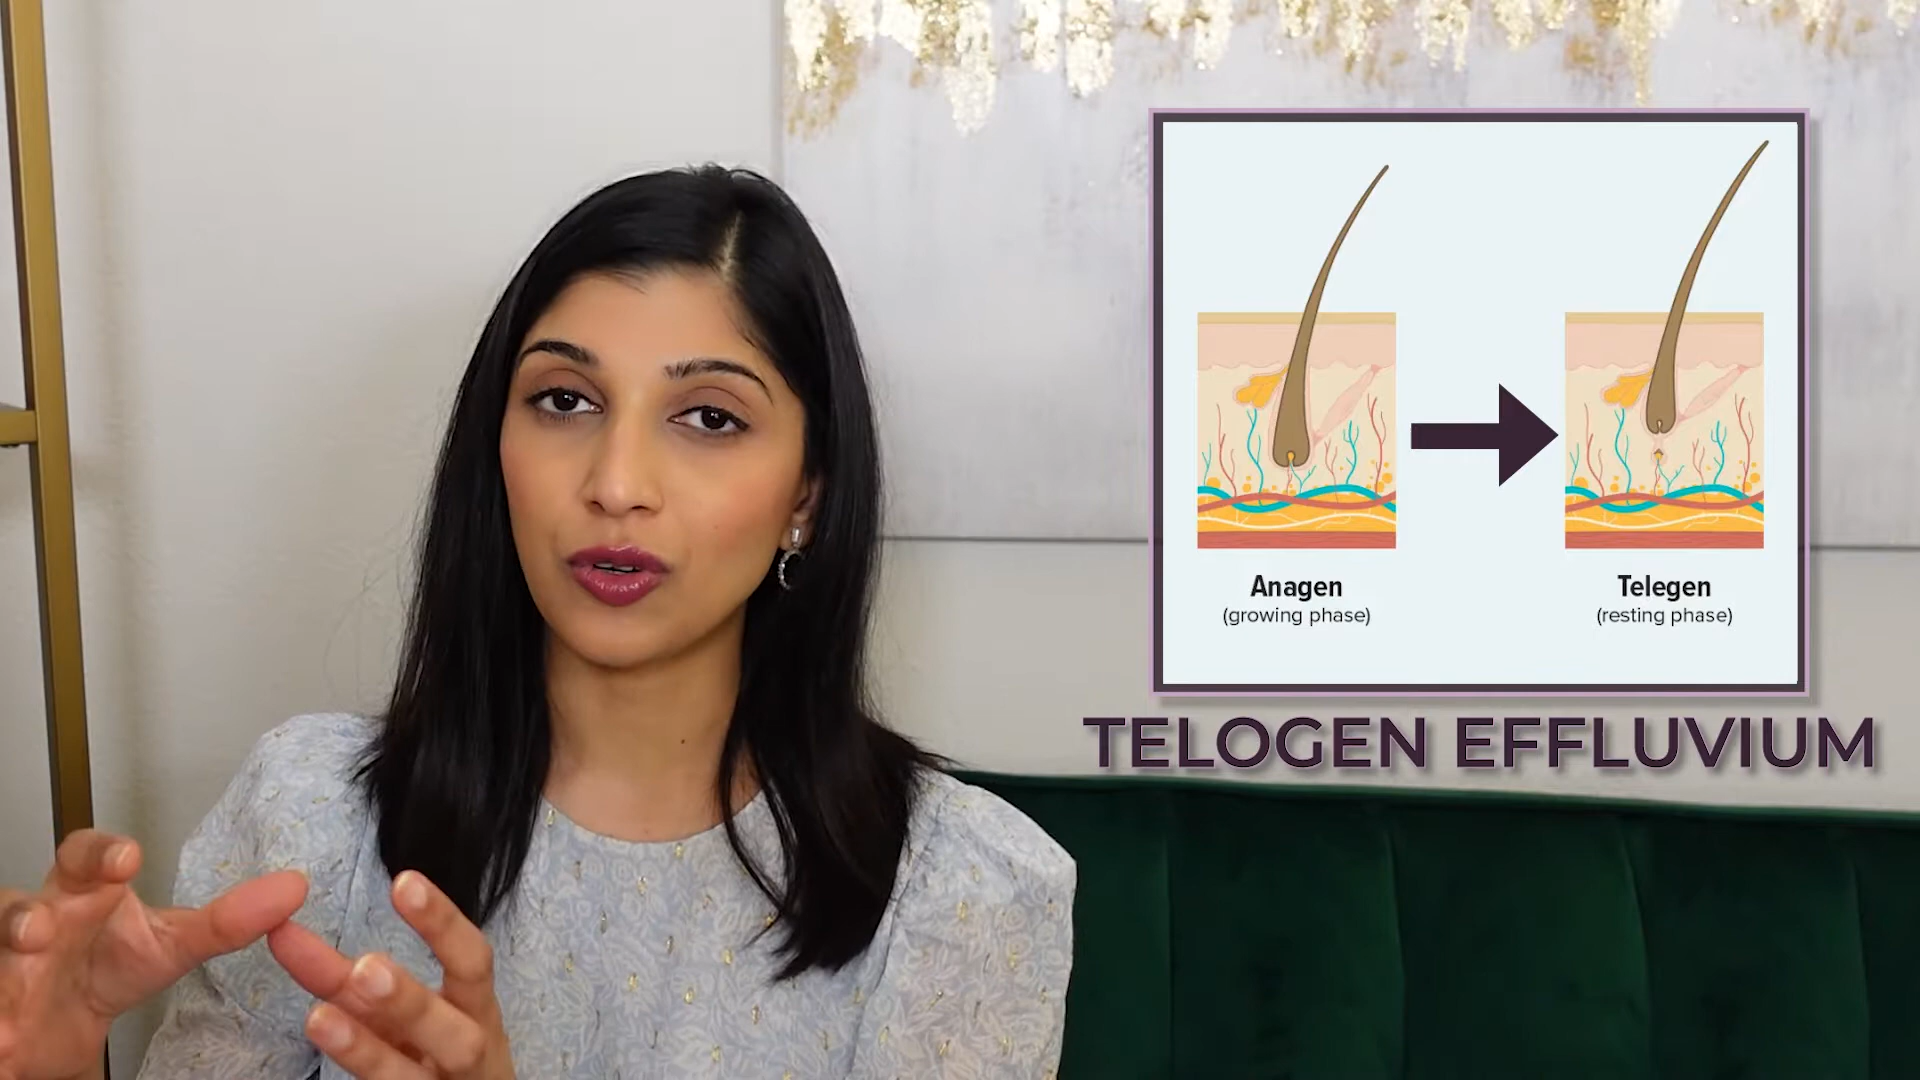 Anagen
(growing phase)
Telegen
(resting phase)
TELOGEN EFFLUVIUM